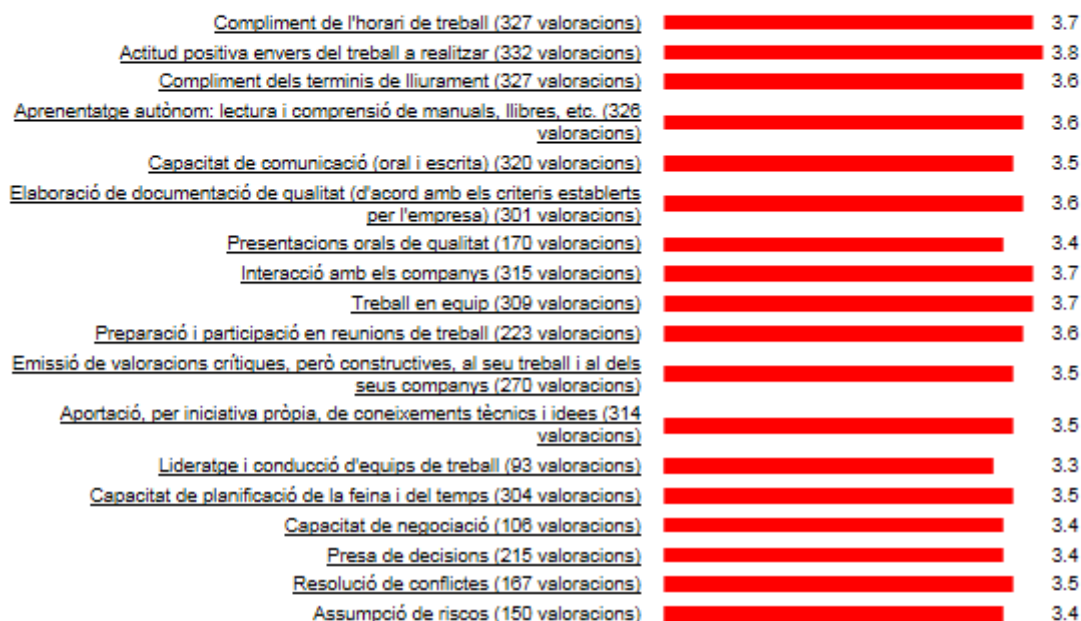 Compliment de l'horari de treball (327 valoracions) 3.7
Actitud positiva envers del treball a realitzar (332 valoracions) 3.8
Compliment dels terminis de lliurament (327 valoracions) 3.6
Aprenentatge autònom: lectura i comprensió de manuals, llibres, etc. (326
valoracions) 3.6
Capacitat de comunicació (oral i escrita) (320 valoracions) 3.5
Elaboració de documentació de qualitat (d'acord amb els criteris establerts
per l'empresa) (301 valoracions) 3.6
Presentacions orals de qualitat (170 valoracions) 3.4
Interacció amb els companys (315 valoracions) 3.7
Treball en equip (309 valoracions) 3.7
Preparació i participació en reunions de treball (223 valoracions) 3.6
Emissió de valoracions crítiques, però constructives, al seu treball i al dels
seus companys (270 valoracions) 3.5
Aportació, per iniciativa pròpia, de coneixements tècnics i idees (314
valoracions) 3.5
Lideratge i conducció d'equips de treball (93 valoracions) 3.3
Capacitat de planificació de la feina i del temps (304 valoracions) 3.5
Capacitat de negociació (106 valoracions) 3.4
Presa de decisions (215 valoracions) 3.4
Resolució de conflictes (167 valoracions) 3.5
Assumpció de riscos (150 valoracions) 3.4